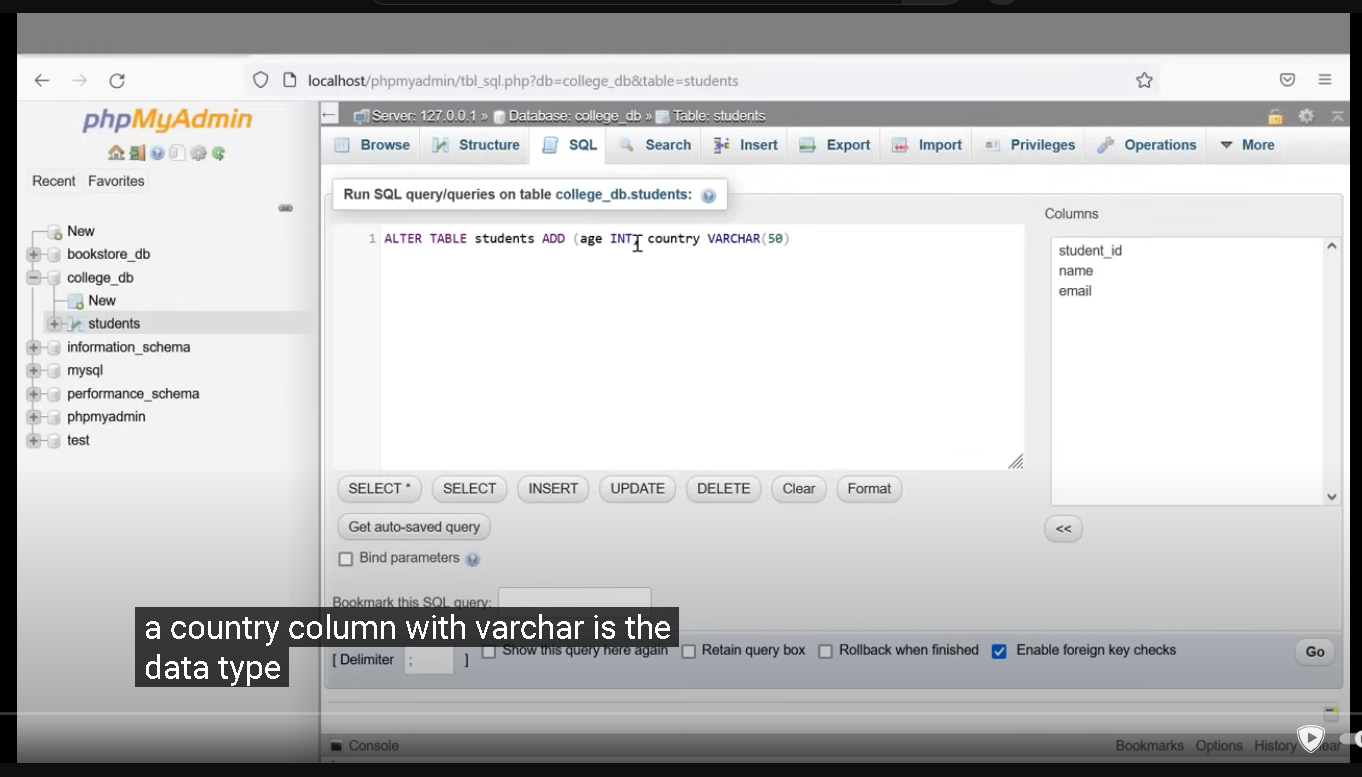 localhost/phpmyadmin/tbl_sql.php?db=college_db&table=students
phpMyAdmin
Recent Favorites
New
bookstore_db
college_db
New
students
information_schema
mysql
performance_schema
phpmyadmin
test
Server: 127.0.0.1 » Database: college_db » Table: students
Browse Structure SQL Search Insert Export Import Privileges Operations More
Run SQL query/queries on table college_db.students:
1 ALTER TABLE students ADD (age INT, country VARCHAR(50)
Columns
student_id
name
email
SELECT * SELECT INSERT UPDATE DELETE Clear Format
<<
Get auto-saved query
Bind parameters
Bookmark this SQL query:
[ Delimiter ; ] Show this query here again Retain query box Rollback when finished Enable foreign key checks Go
a country column with varchar is the
data type
Console Bookmarks Options History